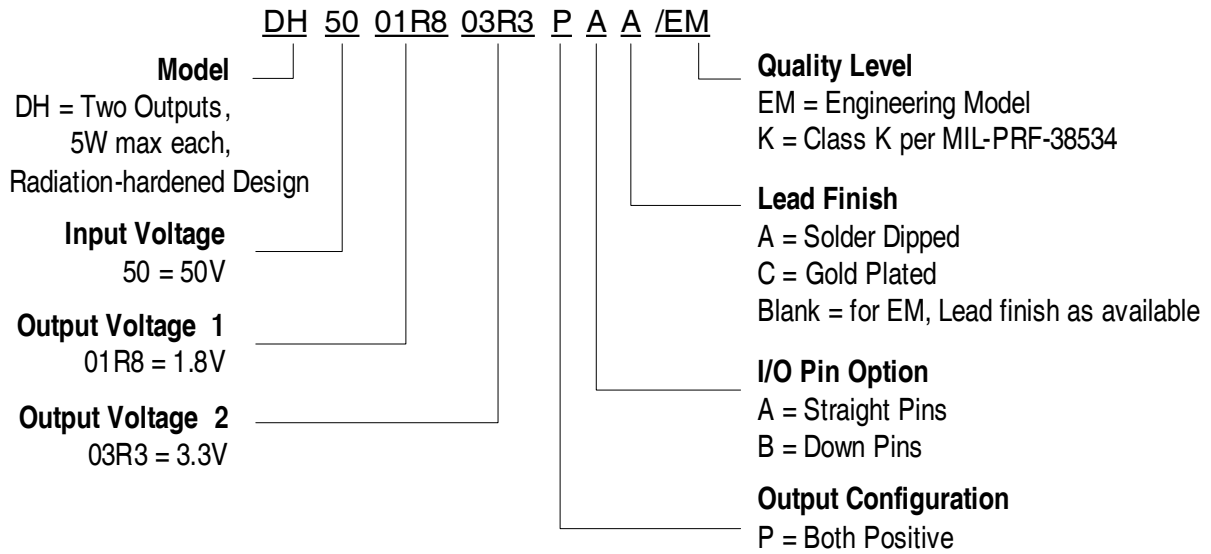 DH 50 01R8 03R3 P A A /EM
Model
DH = Two Outputs,
5W max each,
Radiation-hardened Design
Input Voltage
50 = 50V
Output Voltage 1
01R8 = 1.8V
Output Voltage 2
03R3 = 3.3V
Quality Level
EM = Engineering Model
K = Class K per MIL-PRF-38534
Lead Finish
A = Solder Dipped
C = Gold Plated
Blank = for EM, Lead finish as available
I/O Pin Option
A = Straight Pins
B = Down Pins
Output Configuration
P = Both Positive